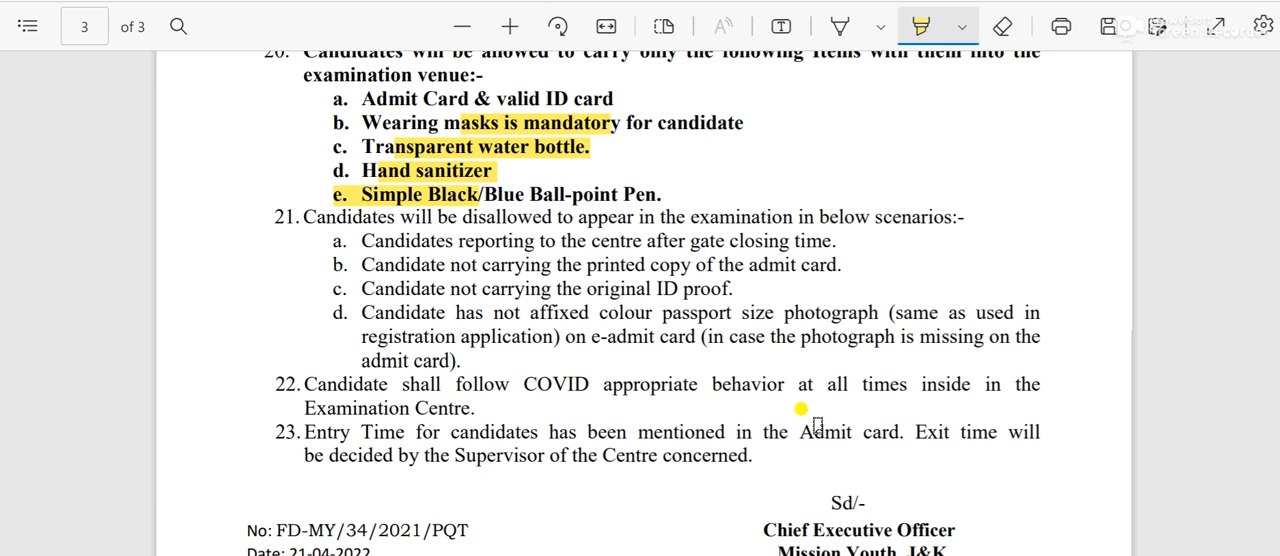 3 of 3
20. Candidates will be allowed to carry only the following items with them into the
examination venue:-
a. Admit Card & valid ID card
b. Wearing masks is mandatory for candidate
c. Transparent water bottle.
d. Hand sanitizer
e. Simple Black/Blue Ball-point Pen.
21. Candidates will be disallowed to appear in the examination in below scenarios:-
a. Candidates reporting to the centre after gate closing time.
b. Candidate not carrying the printed copy of the admit card.
c. Candidate not carrying the original ID proof.
d. Candidate has not affixed colour passport size photograph (same as used in
registration application) on e-admit card (in case the photograph is missing on the
admit card).
22. Candidate shall follow COVID appropriate behavior at all times inside in the
Examination Centre.
23. Entry Time for candidates has been mentioned in the Admit card. Exit time will
be decided by the Supervisor of the Centre concerned.
Sd/-
No: FD-MY/34/2021/PQT Chief Executive Officer
Date: 21-04-2022 Mission Youth, J&K